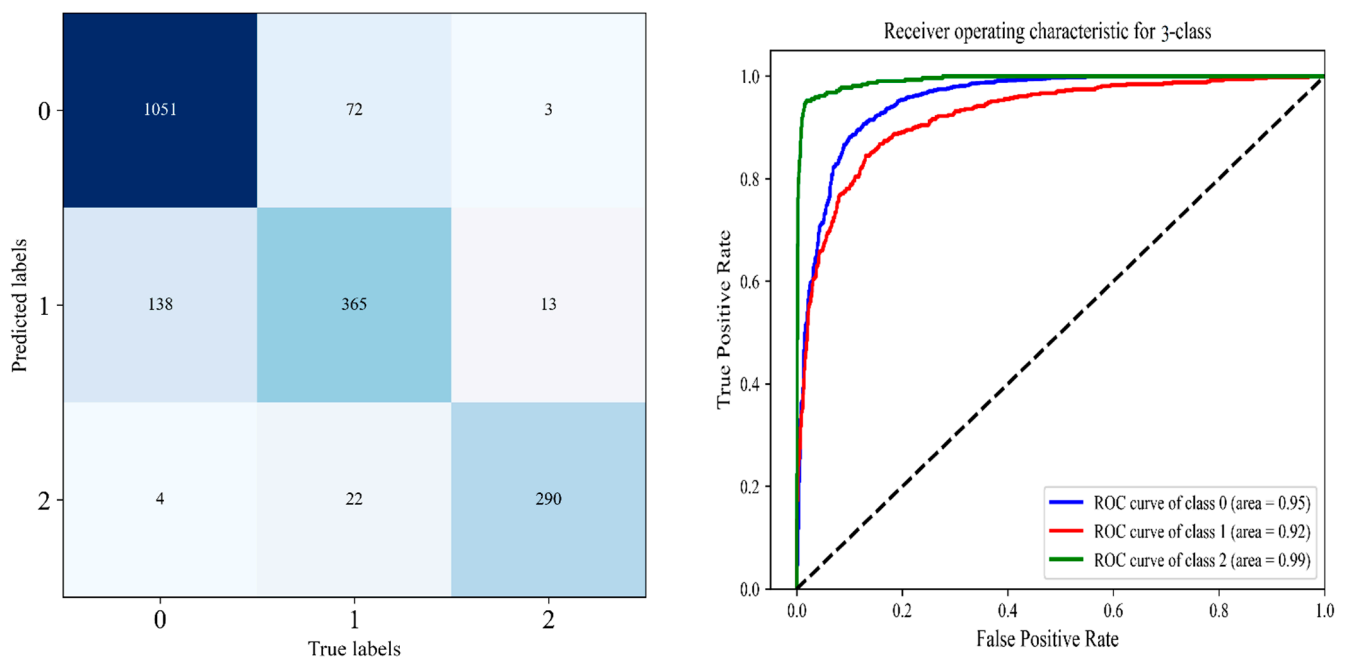 0
1051
72
3
Predicted labels
1
138
365
13
2
4
22
290
0 1 2
True labels
Receiver operating characteristic for 3-class
1.0
0.8
0.6
0.4
0.2
0.0
True Positive Rate
ROC curve of class 0 (area = 0.95)
ROC curve of class 1 (area = 0.92)
ROC curve of class 2 (area = 0.99)
0.0 0.2 0.4 0.6 0.8 1.0
False Positive Rate